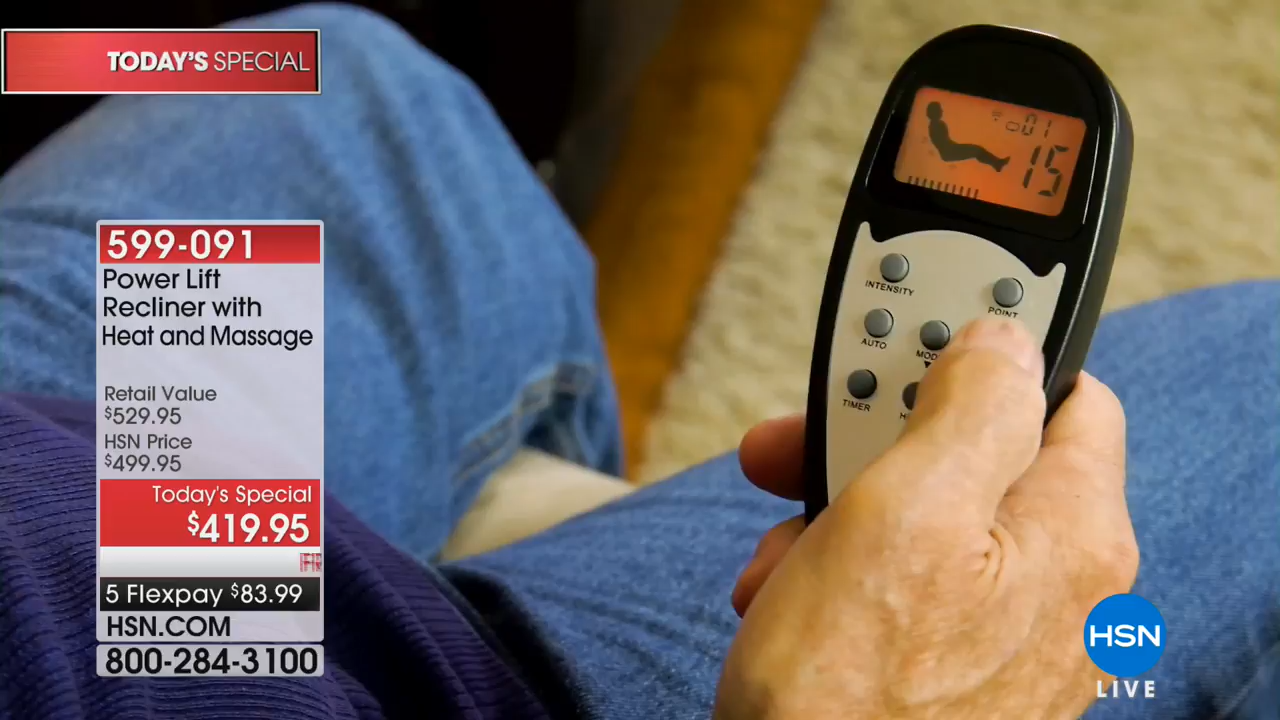 TODAY'S SPECIAL
599-091
Power Lift
Recliner with
Heat and Massage
Retail Value
$529.95
HSN Price
$499.95
Today's Special
$419.95
5 Flexpay $83.99
HSN.COM
800-284-3100
01
15
INTENSITY
POINT
AUTO
TIMER
HSN
LIVE